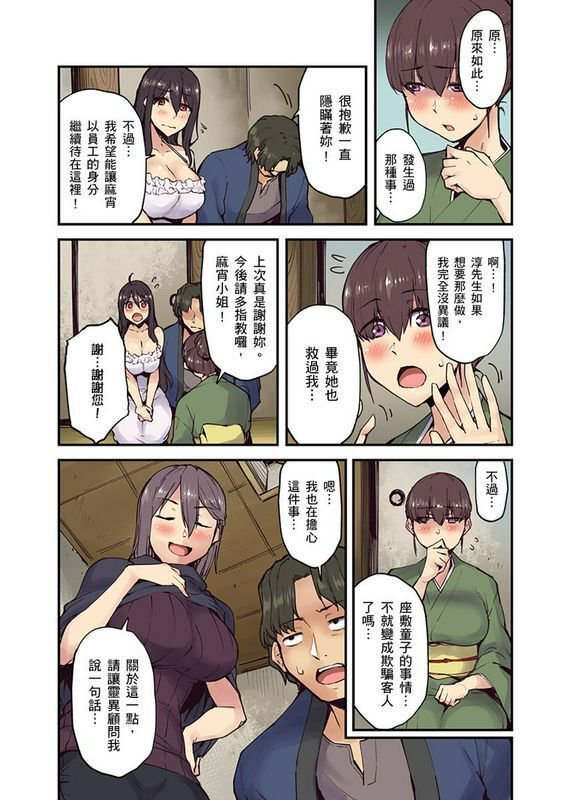 原…
原來如此…
發生過
那種事…
很抱歉一直
隱瞞著妳！
不過…
我希望能讓麻宵
以員工的身分
繼續待在這裡！
啊…！
淳先生如果
想要那麼做，
我完全沒異議！
畢竟她也
救過我…
上次真是謝謝妳。
今後請多指教囉，
麻宵小姐！
謝…謝謝您！
不過…
座敷童子的事情…
不就變成欺騙客人
了嗎…
嗯…
我也在擔心
這件事…
關於這一點，
請讓靈異顧問我
說一句話…